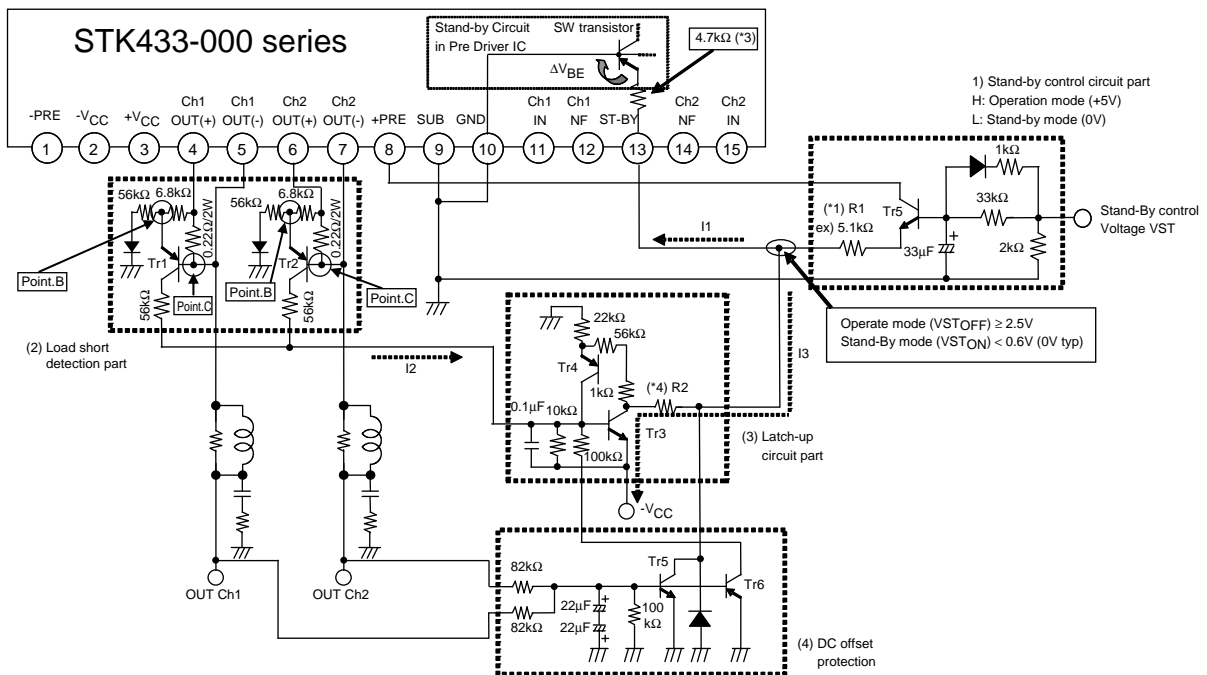 STK433-000 series
Stand-by Circuit
in Pre Driver IC
SW transistor
ΔVBE
4.7kΩ (*3)
1) Stand-by control circuit part
H: Operation mode (+5V)
L: Stand-by mode (0V)
-PRE
-VCC
+VCC
Ch1
OUT(+)
Ch1
OUT(-)
Ch2
OUT(+)
Ch2
OUT(-)
+PRE
SUB
GND
Ch1
IN
Ch1
NF
ST-BY
Ch2
NF
Ch2
IN
1
2
3
4
5
6
7
8
9
10
11
12
13
14
15
56kΩ
6.8kΩ
0.22Ω/2W
Tr1
56kΩ
Point.B
Point.C
56kΩ
6.8kΩ
0.22Ω/2W
Tr2
56kΩ
Point.B
Point.C
(2) Load short
detection part
I1
I2
I3
(*1) R1
ex) 5.1kΩ
Tr5
1kΩ
33kΩ
33μF
2kΩ
Stand-By control
Voltage VST
Operate mode (VSTOFF) ≥ 2.5V
Stand-By mode (VSTON) < 0.6V (0V typ)
22kΩ
56kΩ
Tr4
1kΩ
(*4) R2
0.1μF
10kΩ
Tr3
100kΩ
(3) Latch-up
circuit part
-VCC
OUT Ch1
OUT Ch2
82kΩ
82kΩ
22μF
22μF
100
kΩ
Tr5
Tr6
(4) DC offset
protection
+
+
+